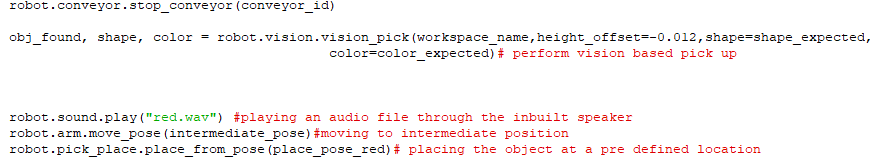 robot.conveyor.stop_conveyor(conveyor_id)
obj_found, shape, color = robot.vision.vision_pick(workspace_name,height_offset=-0.012,shape=shape_expected,
color=color_expected)# perform vision based pick up
robot.sound.play("red.wav") #playing an audio file through the inbuilt speaker
robot.arm.move_pose(intermediate_pose)#moving to intermediate position
robot.pick_place.place_from_pose(place_pose_red)# placing the object at a pre defined location